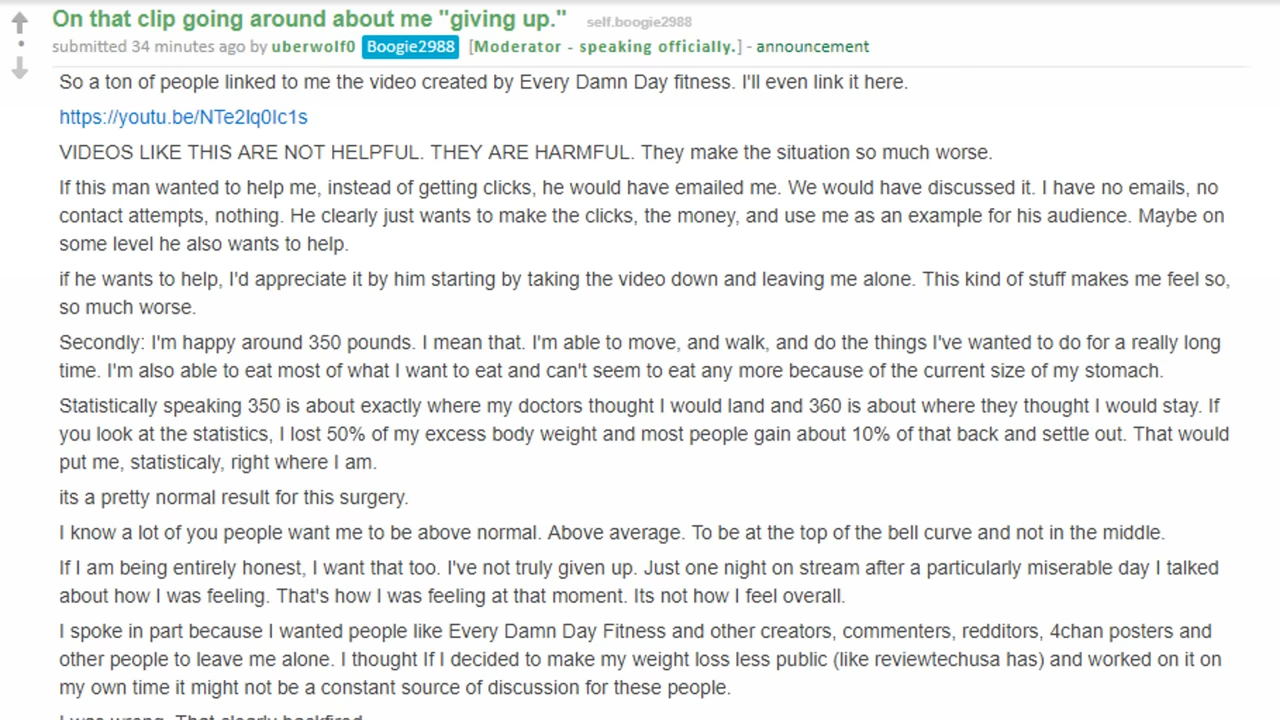 On that clip going around about me "giving up." self.boogie2988
submitted 34 minutes ago by uberwolf0 Boogie2988 [Moderator - speaking officially.] - announcement
So a ton of people linked to me the video created by Every Damn Day fitness. I'll even link it here.
https://youtu.be/NTe2lq0lc1s
VIDEOS LIKE THIS ARE NOT HELPFUL. THEY ARE HARMFUL. They make the situation so much worse.
If this man wanted to help me, instead of getting clicks, he would have emailed me. We would have discussed it. I have no emails, no
contact attempts, nothing. He clearly just wants to make the clicks, the money, and use me as an example for his audience. Maybe on
some level he also wants to help.
if he wants to help, I'd appreciate it by him starting by taking the video down and leaving me alone. This kind of stuff makes me feel so,
so much worse.
Secondly: I'm happy around 350 pounds. I mean that. I'm able to move, and walk, and do the things I've wanted to do for a really long
time. I'm also able to eat most of what I want to eat and can't seem to eat any more because of the current size of my stomach.
Statistically speaking 350 is about exactly where my doctors thought I would land and 360 is about where they thought I would stay. If
you look at the statistics, I lost 50% of my excess body weight and most people gain about 10% of that back and settle out. That would
put me, statisticaly, right where I am.
its a pretty normal result for this surgery.
I know a lot of you people want me to be above normal. Above average. To be at the top of the bell curve and not in the middle.
If I am being entirely honest, I want that too. I've not truly given up. Just one night on stream after a particularly miserable day I talked
about how I was feeling. That's how I was feeling at that moment. Its not how I feel overall.
I spoke in part because I wanted people like Every Damn Day Fitness and other creators, commenters, redditors, 4chan posters and
other people to leave me alone. I thought If I decided to make my weight loss less public (like reviewtechusa has) and worked on it on
my own time it might not be a constant source of discussion for these people.
I was wrong. That clearly backfired.